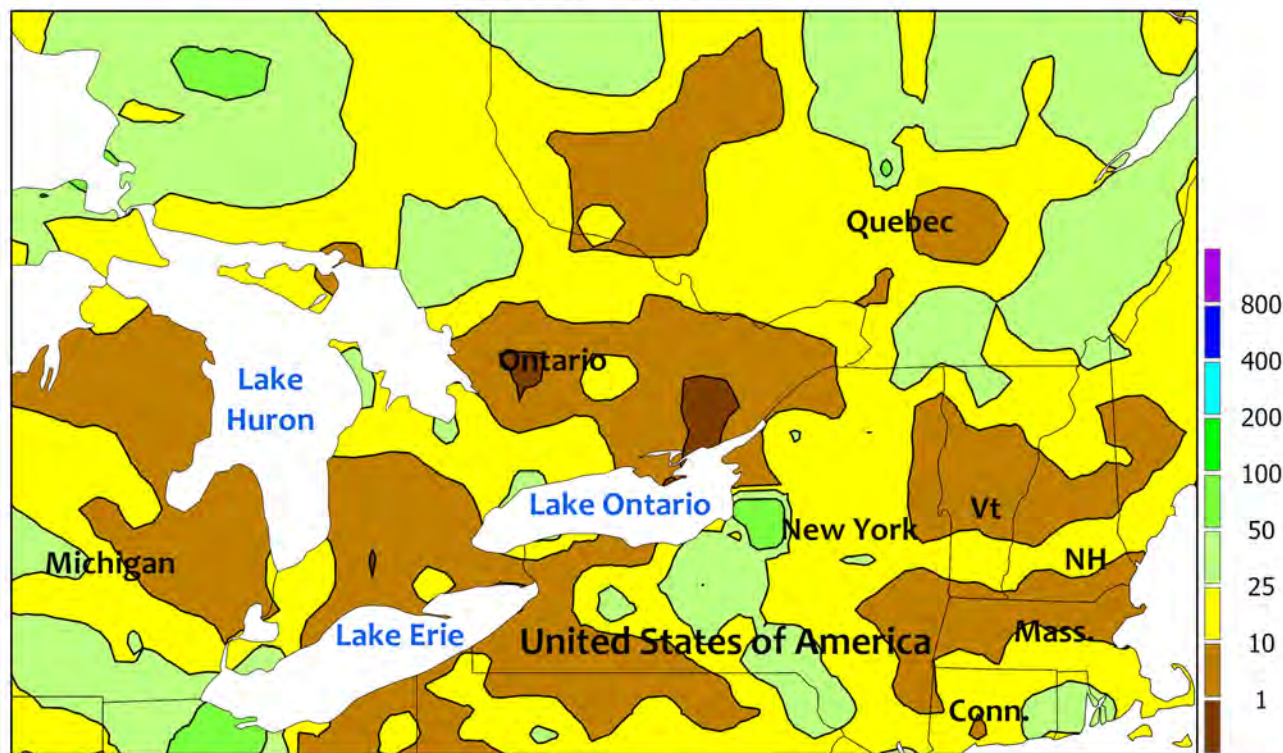 Quebec
Ontario
Lake
Huron
Lake Ontario
New York
Vt
Michigan
NH
Lake Erie
United States of America
Mass.
Conn.
800
400
200
100
50
25
10
1